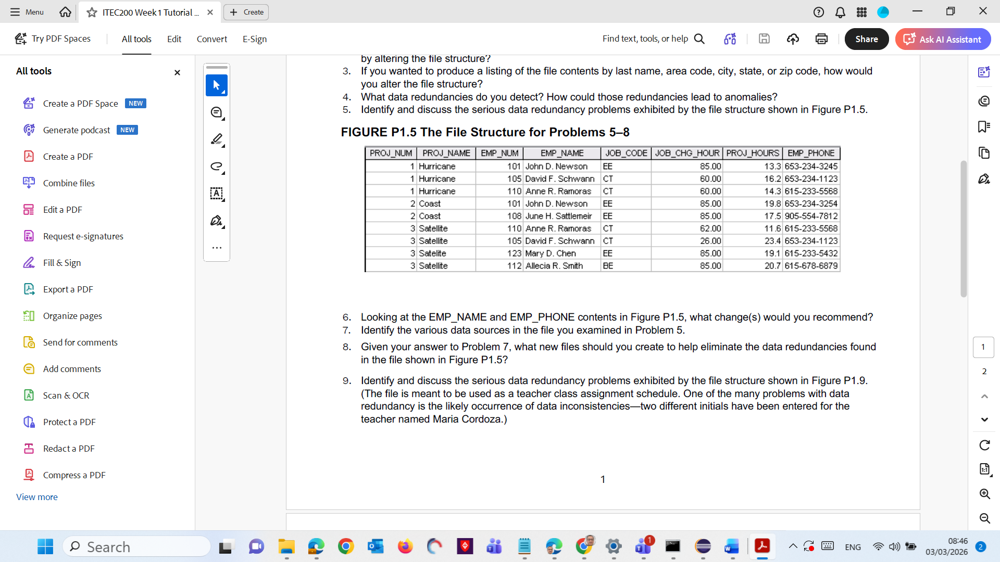 Menu
ITEC200 Week 1 Tutorial ...
Create
Try PDF Spaces
All tools
Edit
Convert
E-Sign
Find text, tools, or help
Share
Ask AI Assistant
All tools
Create a PDF Space NEW
Generate podcast NEW
Create a PDF
Combine files
Edit a PDF
Request e-signatures
Fill & Sign
Export a PDF
Organize pages
Send for comments
Add comments
Scan & OCR
Protect a PDF
Redact a PDF
Compress a PDF
View more
by altering the file structure?
3. If you wanted to produce a listing of the file contents by last name, area code, city, state, or zip code, how would
you alter the file structure?
4. What data redundancies do you detect? How could those redundancies lead to anomalies?
5. Identify and discuss the serious data redundancy problems exhibited by the file structure shown in Figure P1.5.
FIGURE P1.5 The File Structure for Problems 5–8
PROJ_NUM PROJ_NAME EMP_NUM EMP_NAME JOB_CODE JOB_CHG_HOUR PROJ_HOURS EMP_PHONE
1 Hurricane 101 John D. Newson EE 85.00 13.3 653-234-3245
1 Hurricane 105 David F. Schwann CT 60.00 16.2 653-234-1123
1 Hurricane 110 Anne R. Ramoras CT 60.00 14.3 615-233-5568
2 Coast 101 John D. Newson EE 85.00 19.8 653-234-3254
2 Coast 108 June H. Sattlemeir EE 85.00 17.5 905-554-7812
3 Satellite 110 Anne R. Ramoras CT 62.00 11.6 615-233-5568
3 Satellite 105 David F. Schwann CT 26.00 23.4 653-234-1123
3 Satelite 123 Mary D. Chen EE 85.00 19.1 615-233-5432
3 Satellite 112 Allecia R. Smith BE 85.00 20.7 615-678-6879
6. Looking at the EMP_NAME and EMP_PHONE contents in Figure P1.5, what change(s) would you recommend?
7. Identify the various data sources in the file you examined in Problem 5.
8. Given your answer to Problem 7, what new files should you create to help eliminate the data redundancies found
in the file shown in Figure P1.5?
9. Identify and discuss the serious data redundancy problems exhibited by the file structure shown in Figure P1.9.
(The file is meant to be used as a teacher class assignment schedule. One of the many problems with data
redundancy is the likely occurrence of data inconsistencies—two different initials have been entered for the
teacher named Maria Cordoza.)
1
1
2
1:1
Search
1
ENG
08:46
03/03/2026
2